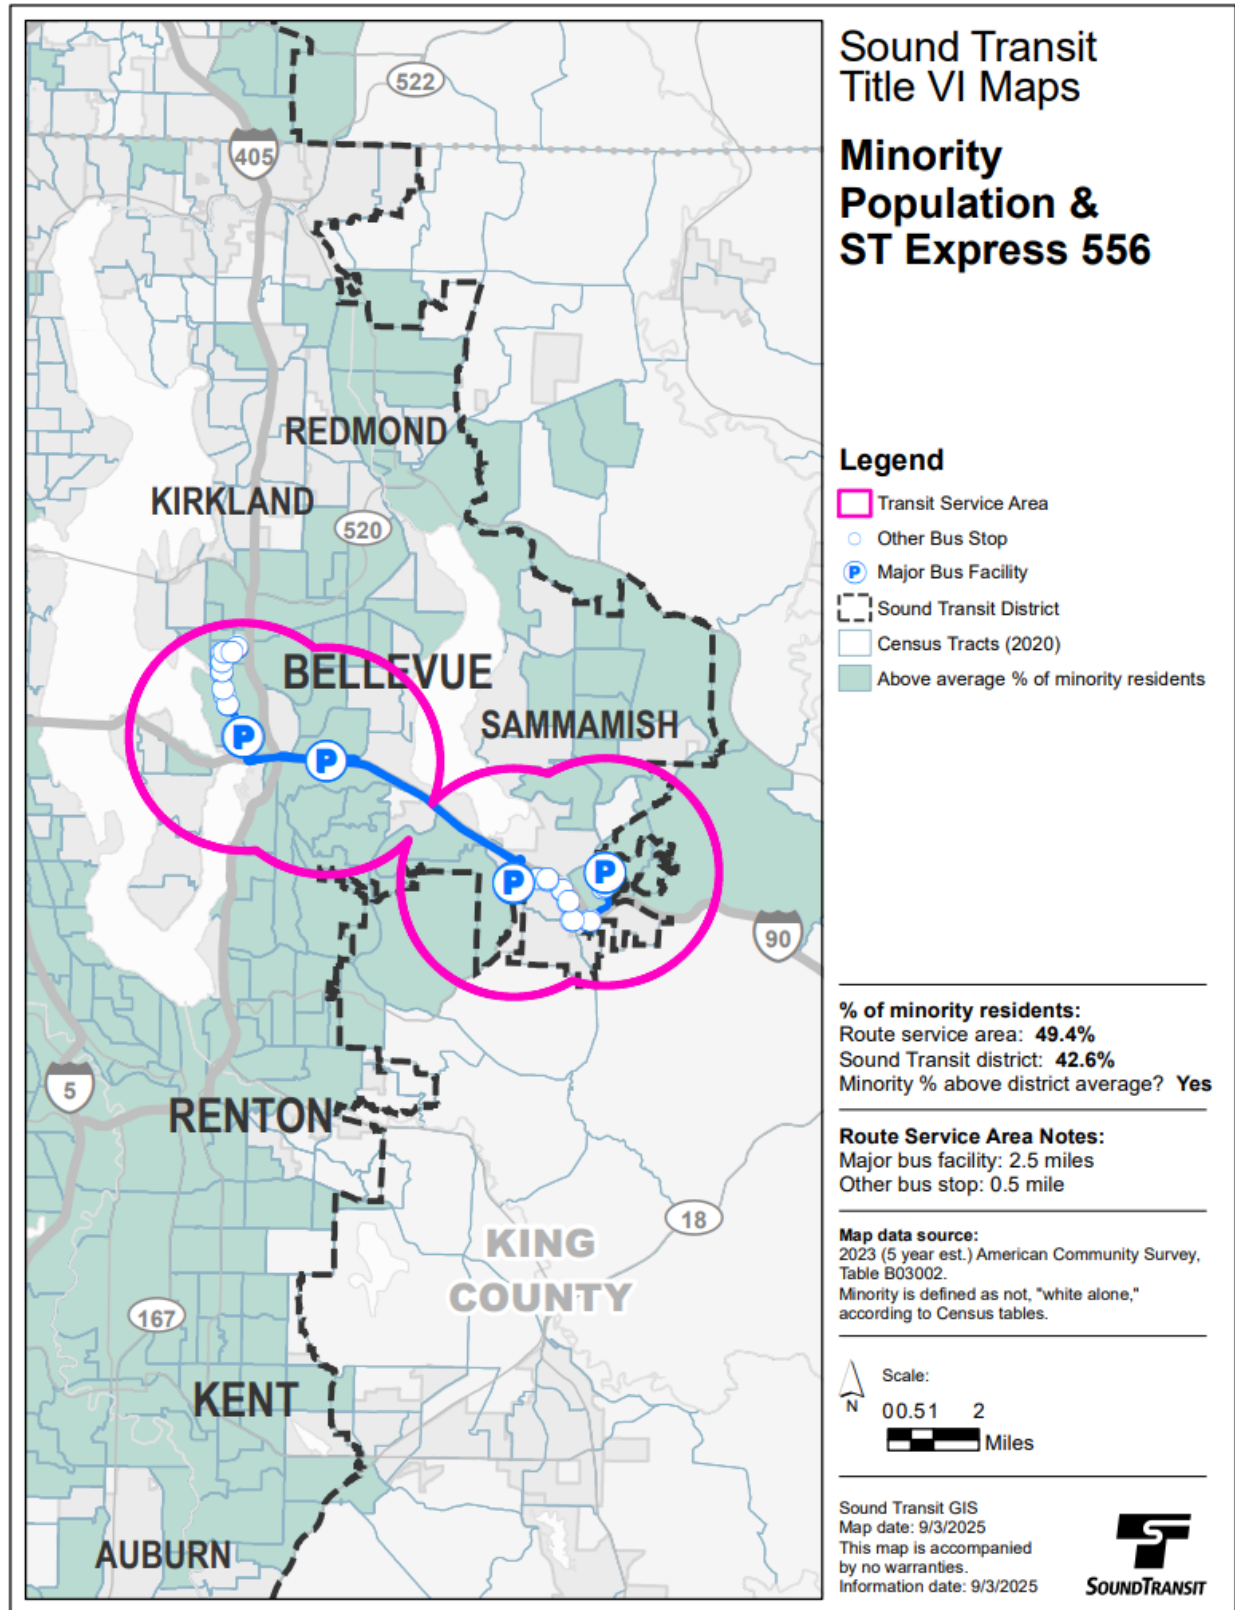 Sound Transit
Title VI Maps
Minority
Population &
ST Express 556
522
405
REDMOND
KIRKLAND
520
BELLEVUE
SAMMAMISH
P
P
P
P
90
5
RENTON
18
KING
COUNTY
167
KENT
AUBURN
Legend
Transit Service Area
Other Bus Stop
P Major Bus Facility
Sound Transit District
Census Tracts (2020)
Above average % of minority residents
% of minority residents:
Route service area: 49.4%
Sound Transit district: 42.6%
Minority % above district average? Yes
Route Service Area Notes:
Major bus facility: 2.5 miles
Other bus stop: 0.5 mile
Map data source:
2023 (5 year est.) American Community Survey,
Table B03002.
Minority is defined as not, "white alone,"
according to Census tables.
N
Scale:
00.51 2
Miles
Sound Transit GIS
Map date: 9/3/2025
This map is accompanied
by no warranties.
Information date: 9/3/2025
SOUNDTRANSIT